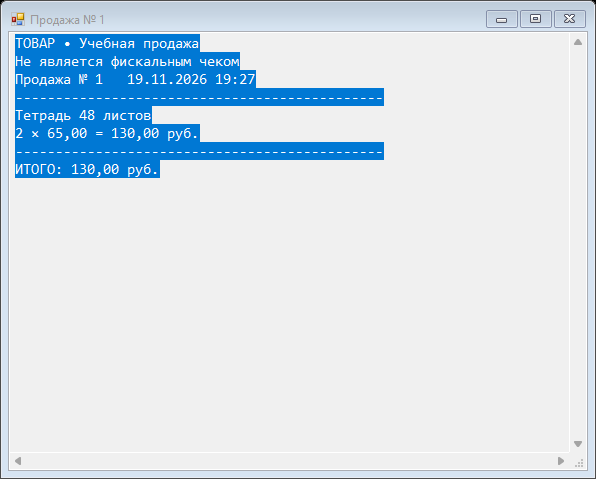 Продажа № 1
ТОВАР • Учебная продажа
Не является фискальным чеком
Продажа № 1   19.11.2026 19:27
----------------------------------------------
Тетрадь 48 листов
2 × 65,00 = 130,00 руб.
----------------------------------------------
ИТОГО: 130,00 руб.